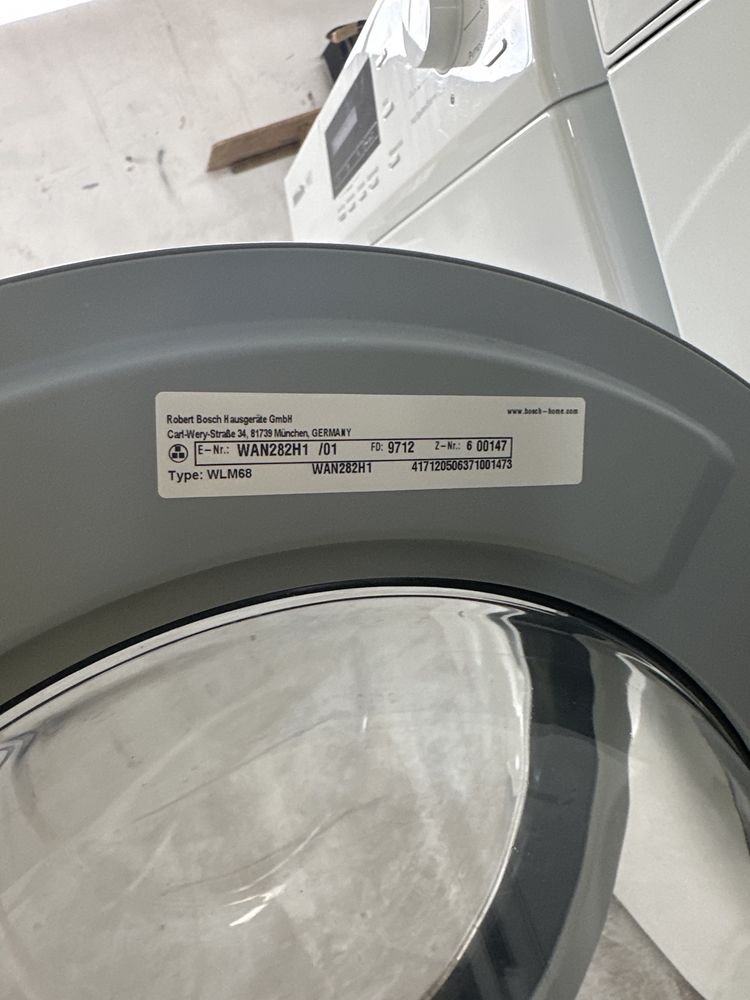 Robert Bosch Hausgeräte GmbH
www.bosch-home.com
Carl-Wery-Straße 34, 81739 München, GERMANY
E-Nr.: WAN282H1 /01 FD: 9712 Z-Nr.: 6 00147
Type: WLM68 WAN282H1 417120506371001473